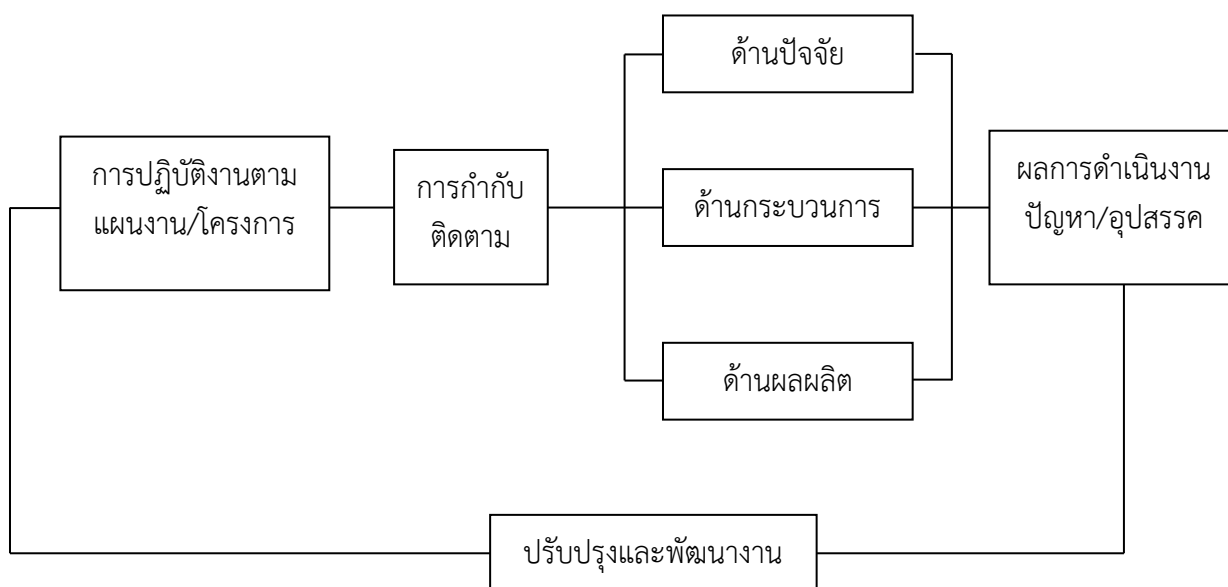 ด้านปัจจัย
การปฏิบัติงานตาม
แผนงาน/โครงการ
การกำกับ
ติดตาม
ด้านกระบวนการ
ผลการดำเนินงาน
ปัญหา/อุปสรรค
ด้านผลผลิต
ปรับปรุงและพัฒนางาน